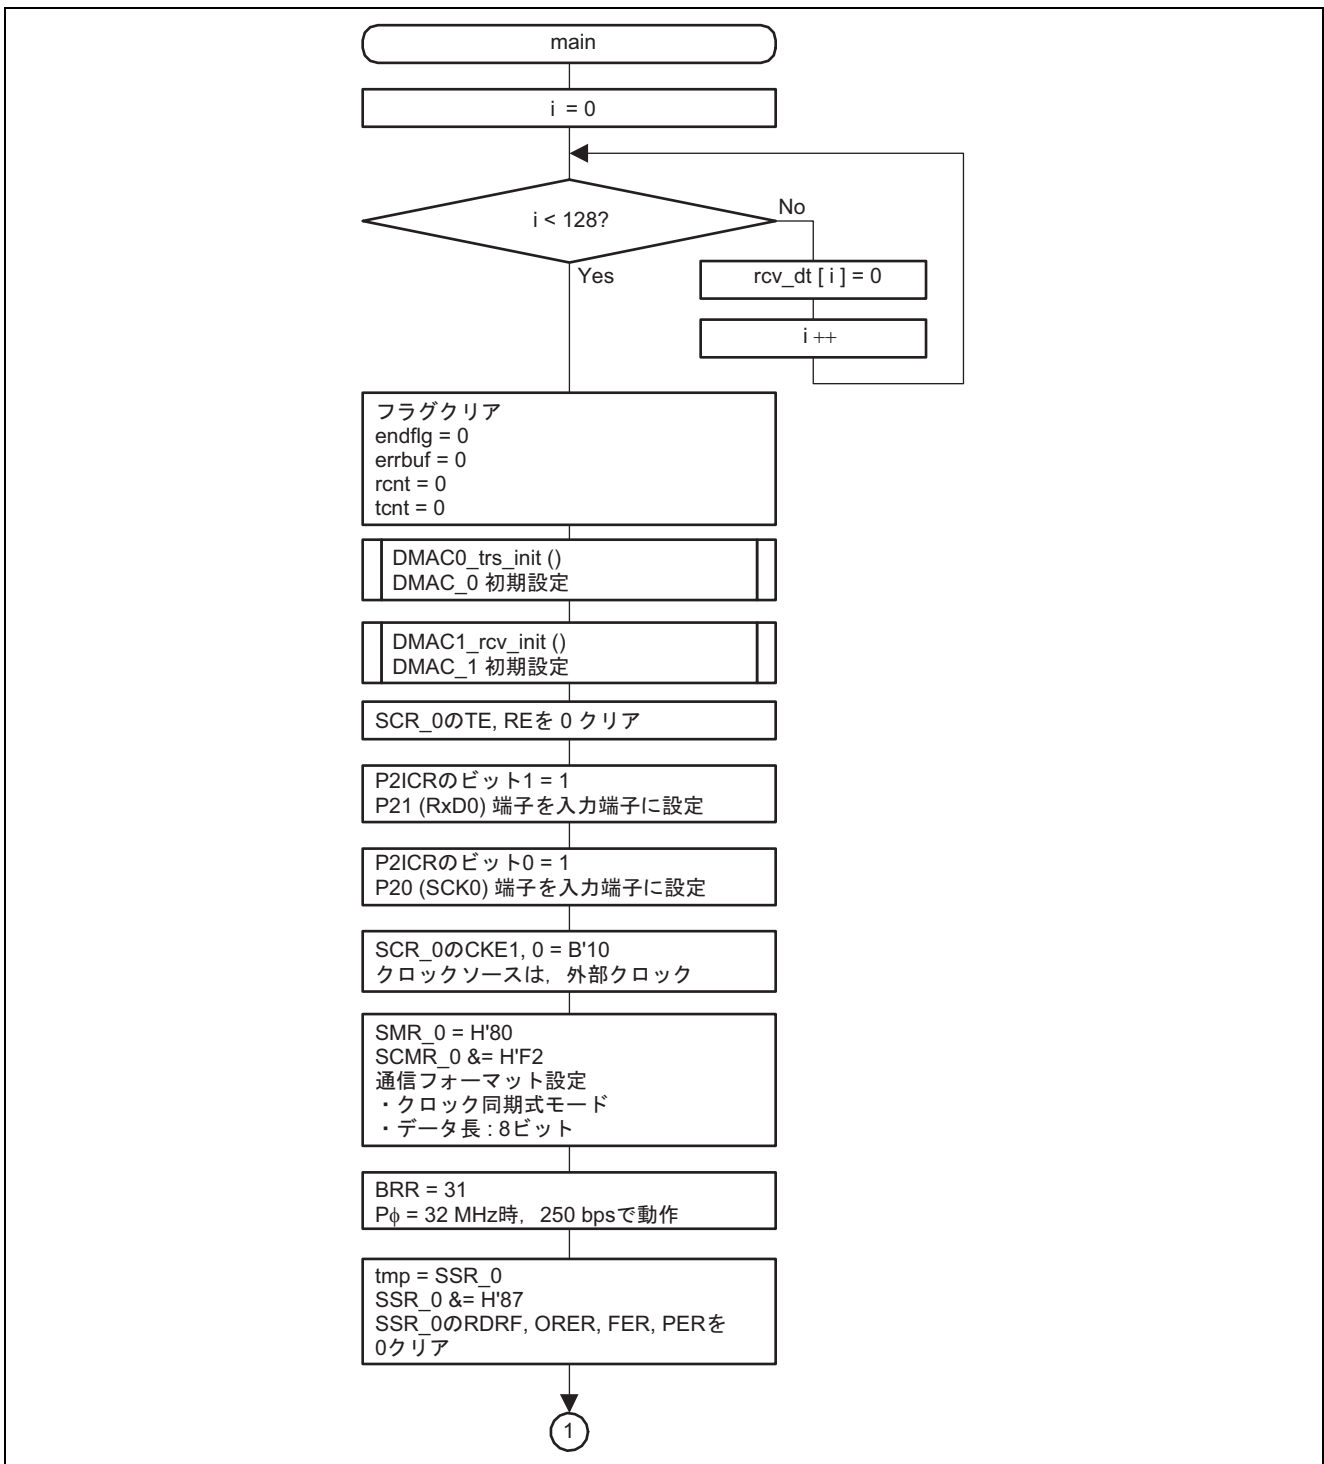 main
i = 0
i < 128?
No
Yes
rcv_dt [ i ] = 0
i ++
フラグクリア
endflg = 0
errbuf = 0
rcnt = 0
tcnt = 0
DMAC0_trs_init ()
DMAC_0 初期設定
DMAC1_rcv_init ()
DMAC_1 初期設定
SCR_0のTE, REを 0 クリア
P2ICRのビット1 = 1
P21 (RxD0) 端子を入力端子に設定
P2ICRのビット0 = 1
P20 (SCK0) 端子を入力端子に設定
SCR_0のCKE1, 0 = B'10
クロックソースは，外部クロック
SMR_0 = H'80
SCMR_0 &= H'F2
通信フォーマット設定
・クロック同期式モード
・データ長 : 8ビット
BRR = 31
Pφ = 32 MHz時，250 bpsで動作
tmp = SSR_0
SSR_0 &= H'87
SSR_0のRDRF, ORER, FER, PERを
0クリア
1